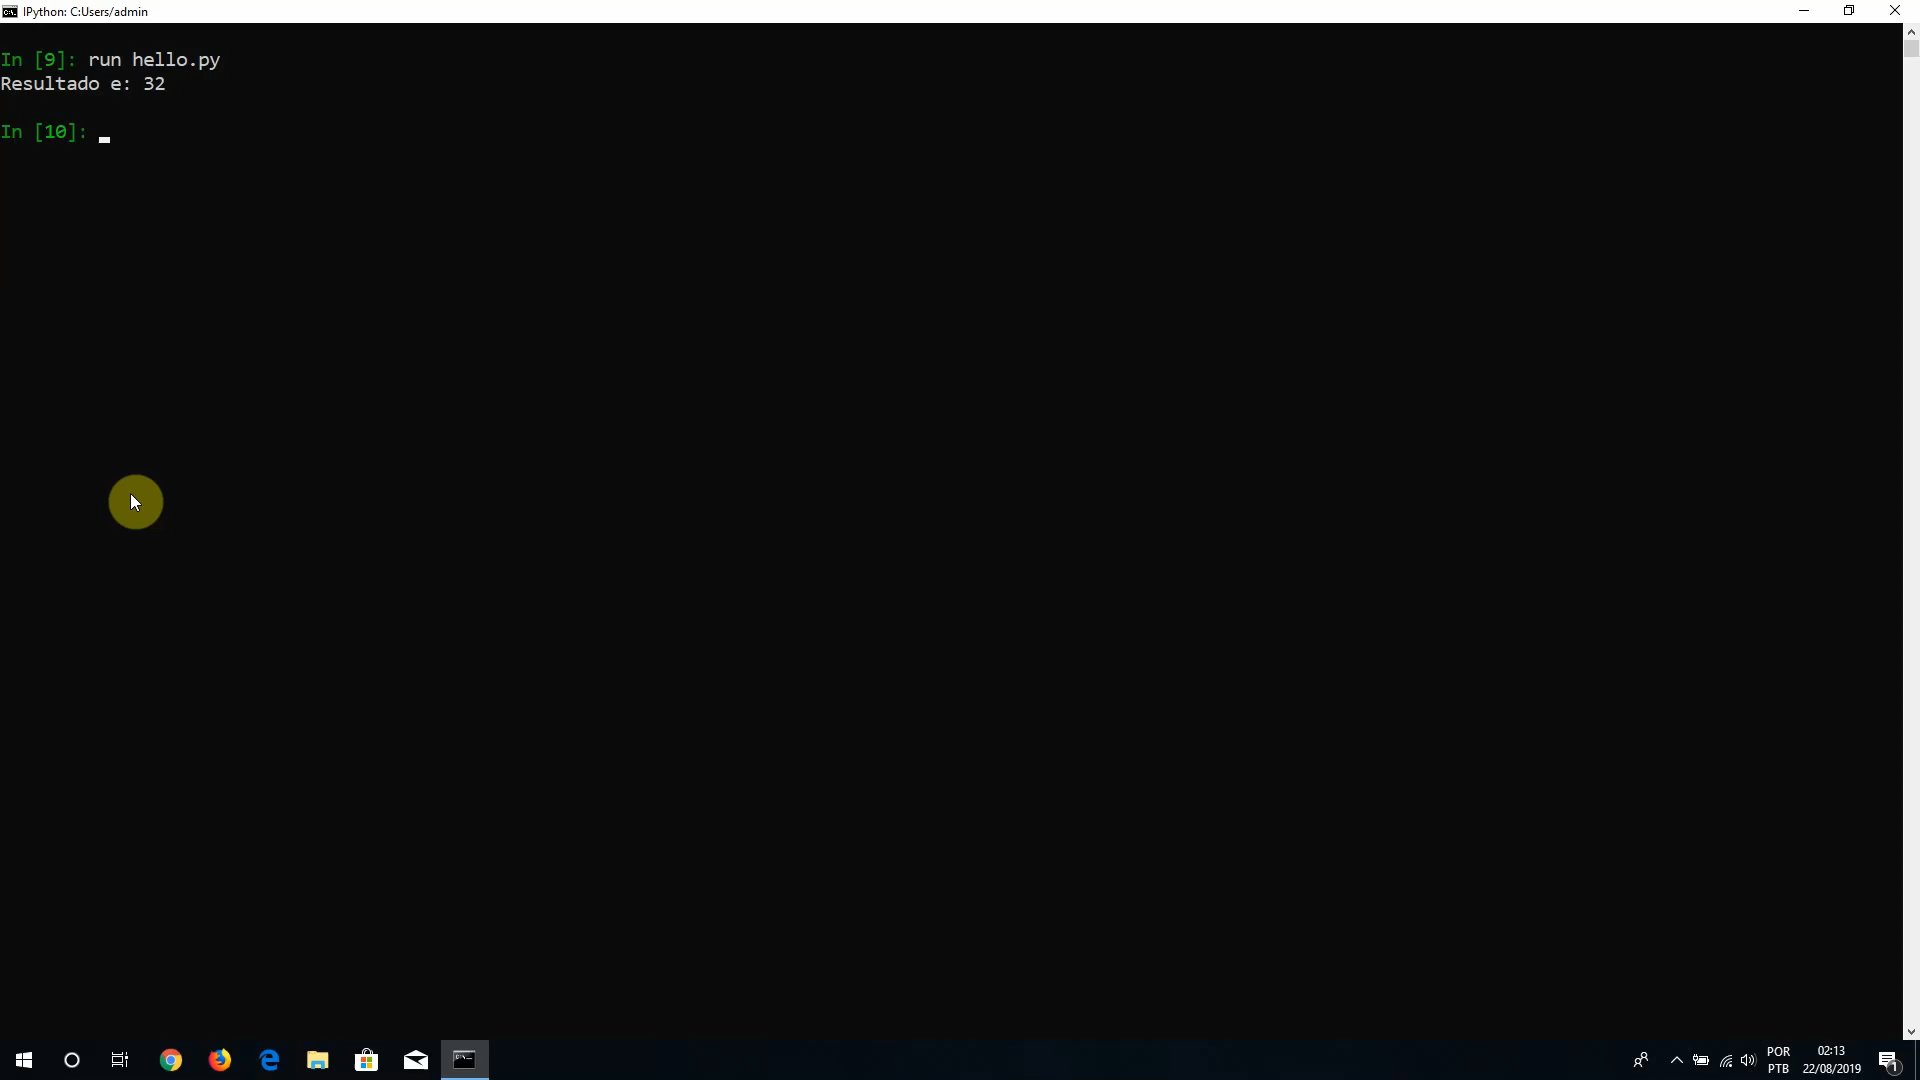 IPython: C:Users/admin
In [9]: run hello.py
Resultado e: 32
In [10]:
POR
PTB
02:13
22/08/2019
1